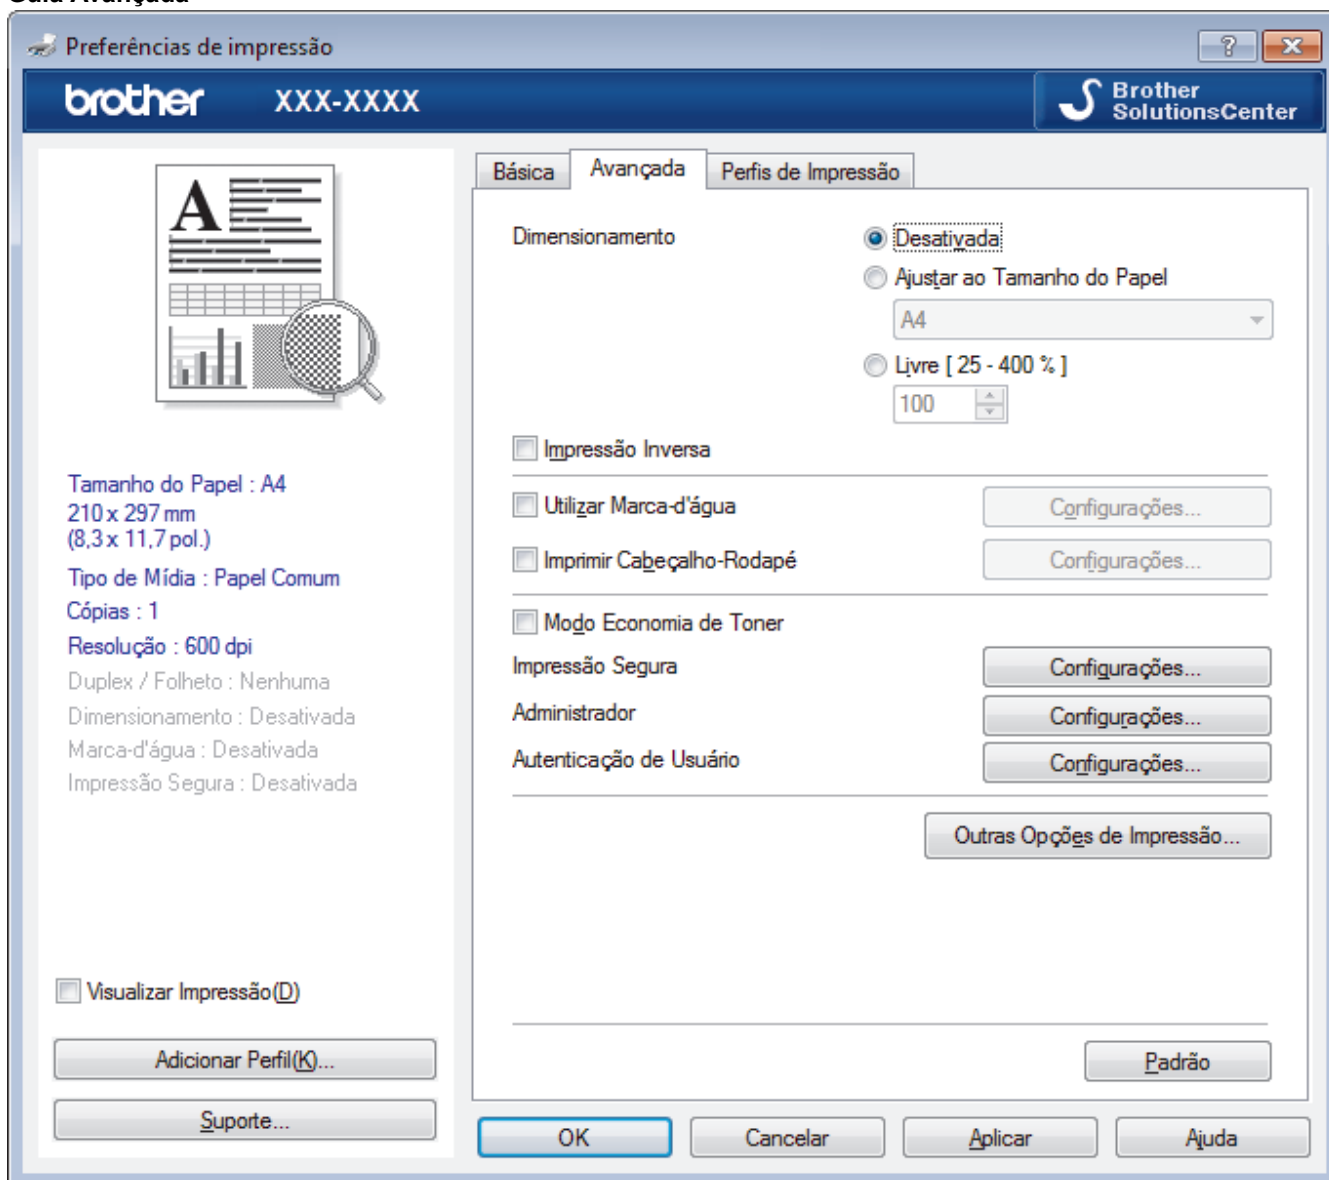 Preferências de impressão
brother XXX-XXXX
Brother
SolutionsCenter
A
Tamanho do Papel : A4
210 x 297 mm
(8,3 x 11,7 pol.)
Tipo de Mídia : Papel Comum
Cópias : 1
Resolução : 600 dpi
Duplex / Folheto : Nenhuma
Dimensionamento : Desativada
Marca-d'água : Desativada
Impressão Segura : Desativada
Visualizar Impressão(D)
Adicionar Perfil(K)...
Suporte...
Básica Avançada Perfis de Impressão
Dimensionamento Desativada
Ajustar ao Tamanho do Papel
A4
Livre [ 25 - 400 % ]
100
Impressão Inversa
Utilizar Marca-d'água Configurações...
Imprimir Cabeçalho-Rodapé Configurações...
Modo Economia de Toner
Impressão Segura Configurações...
Administrador Configurações...
Autenticação de Usuário Configurações...
Outras Opções de Impressão...
Padrão
OK Cancelar Aplicar Ajuda